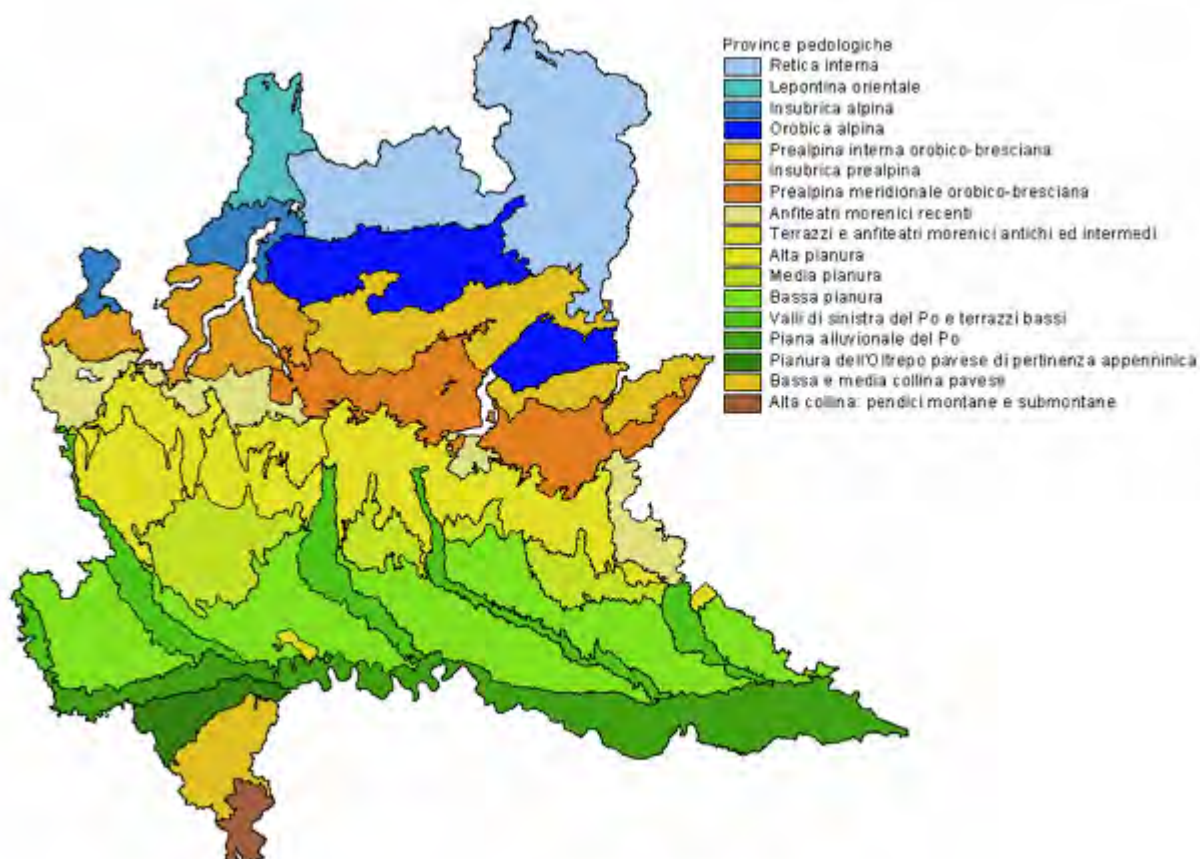 Province pedologiche
Retica interna
Lepontina orientale
Insubrica alpina
Orobica alpina
Prealpina interna orobico-bresciana
Insubrica prealpina
Prealpina meridionale orobico-bresciana
Anfiteatri morenici recenti
Terrazzi e anfiteatri morenici antichi ed intermedi
Alta pianura
Media pianura
Bassa pianura
Valli di sinistra del Po e terrazzi bassi
Piana alluvionale del Po
Pianura dell'Oltrepo pavese di pertinenza appenninica
Bassa e media collina pavese
Alta collina: pendici montane e submontane